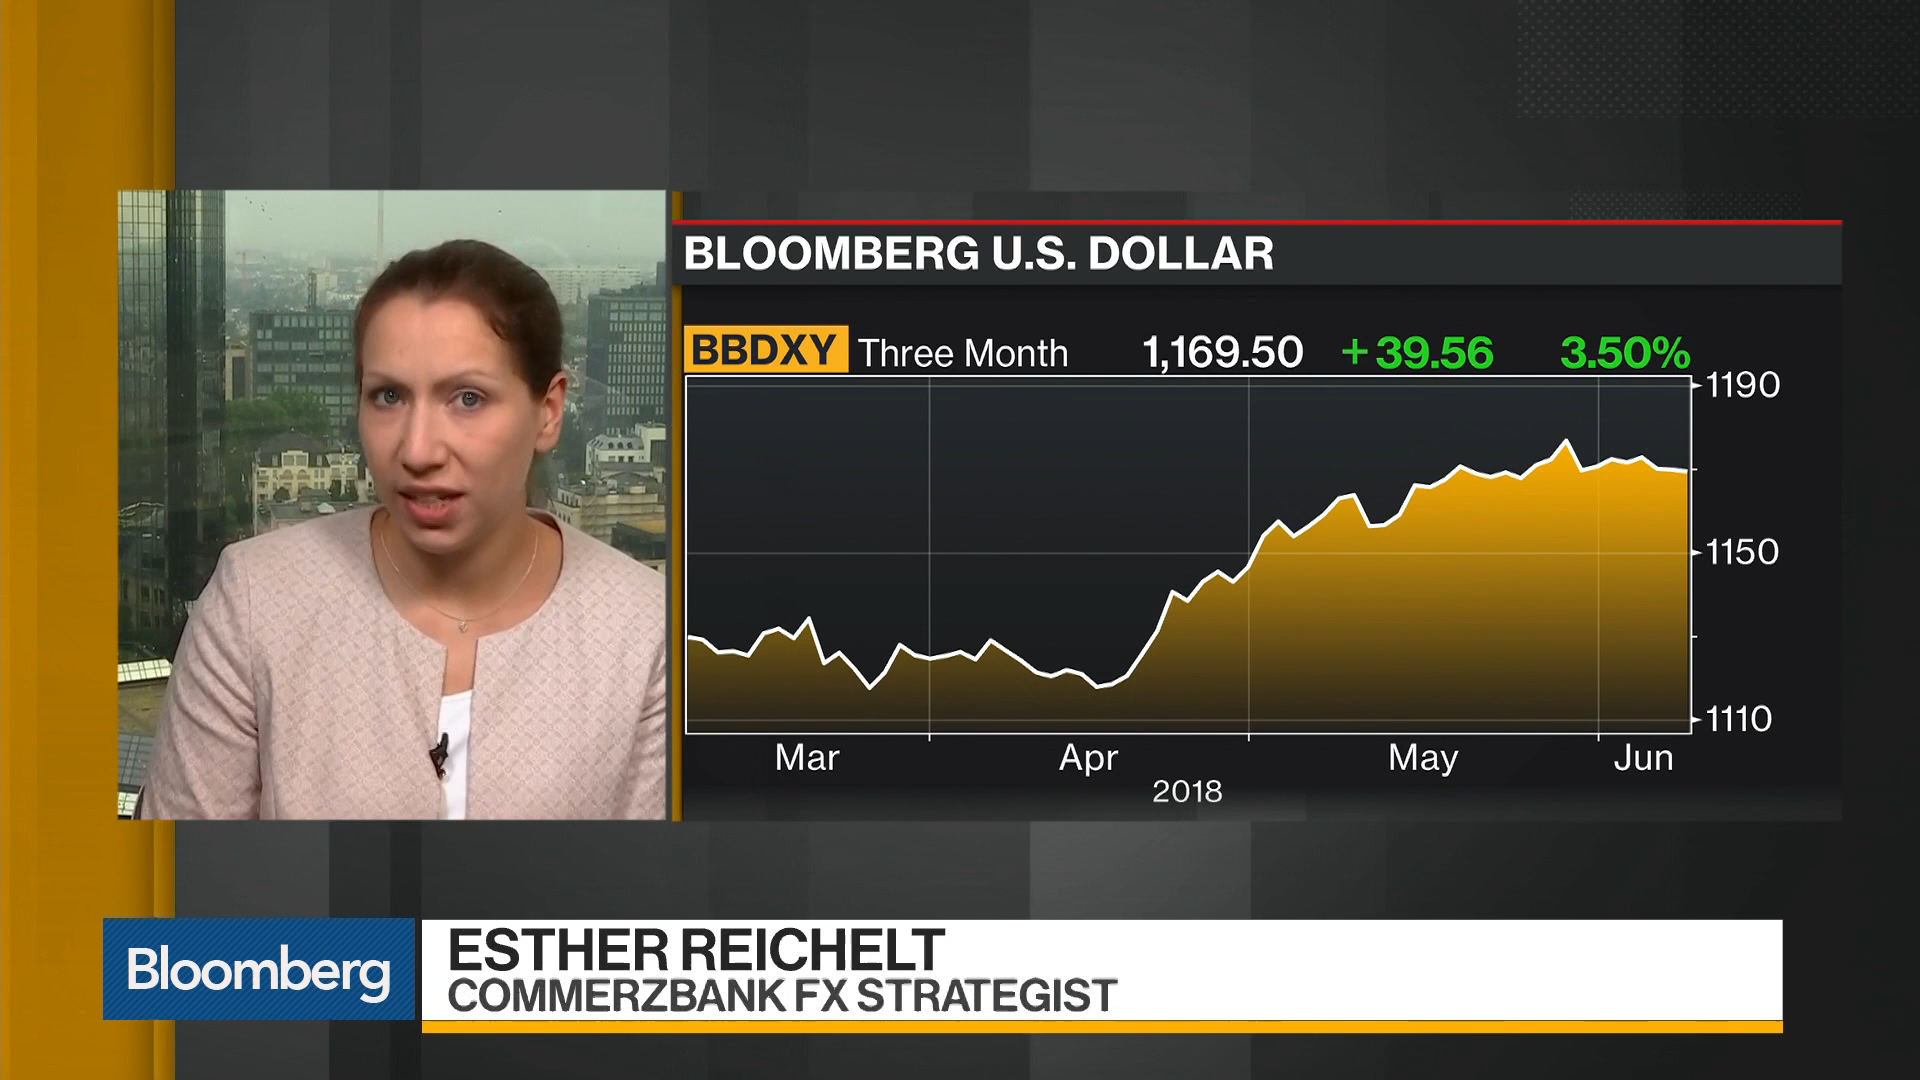 BLOOMBERG U.S. DOLLAR
BBDXY Three Month 1,169.50 +39.56 3.50%
1190
1150
1110
Mar Apr May Jun
2018
Bloomberg
ESTHER REICHELT
COMMERZBANK FX STRATEGIST